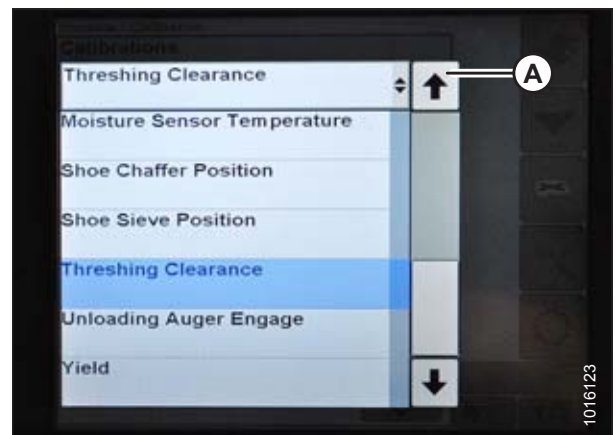 Calibrations
Threshing Clearance
A
Moisture Sensor Temperature
Shoe Chaffer Position
Shoe Sieve Position
Threshing Clearance
Unloading Auger Engage
Yield
1016123